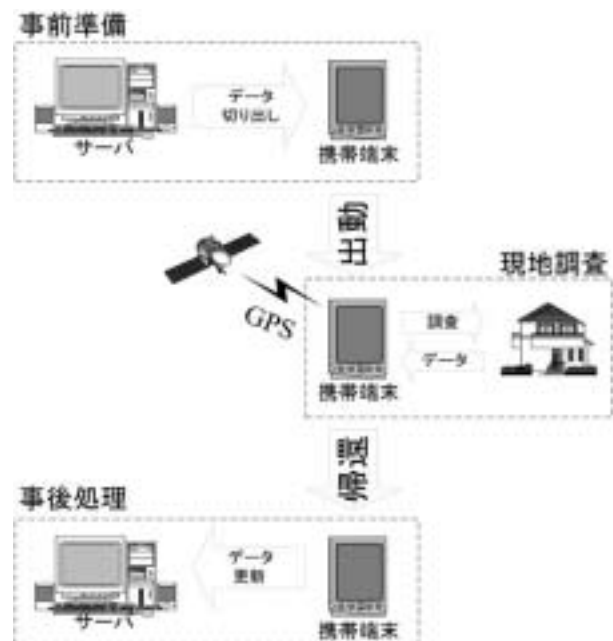 事前準備
データ
切り出し
サーバ
携帯端末
出動
現地調査
GPS
調査
データ
携帯端末
帰還
事後処理
データ
更新
サーバ
携帯端末